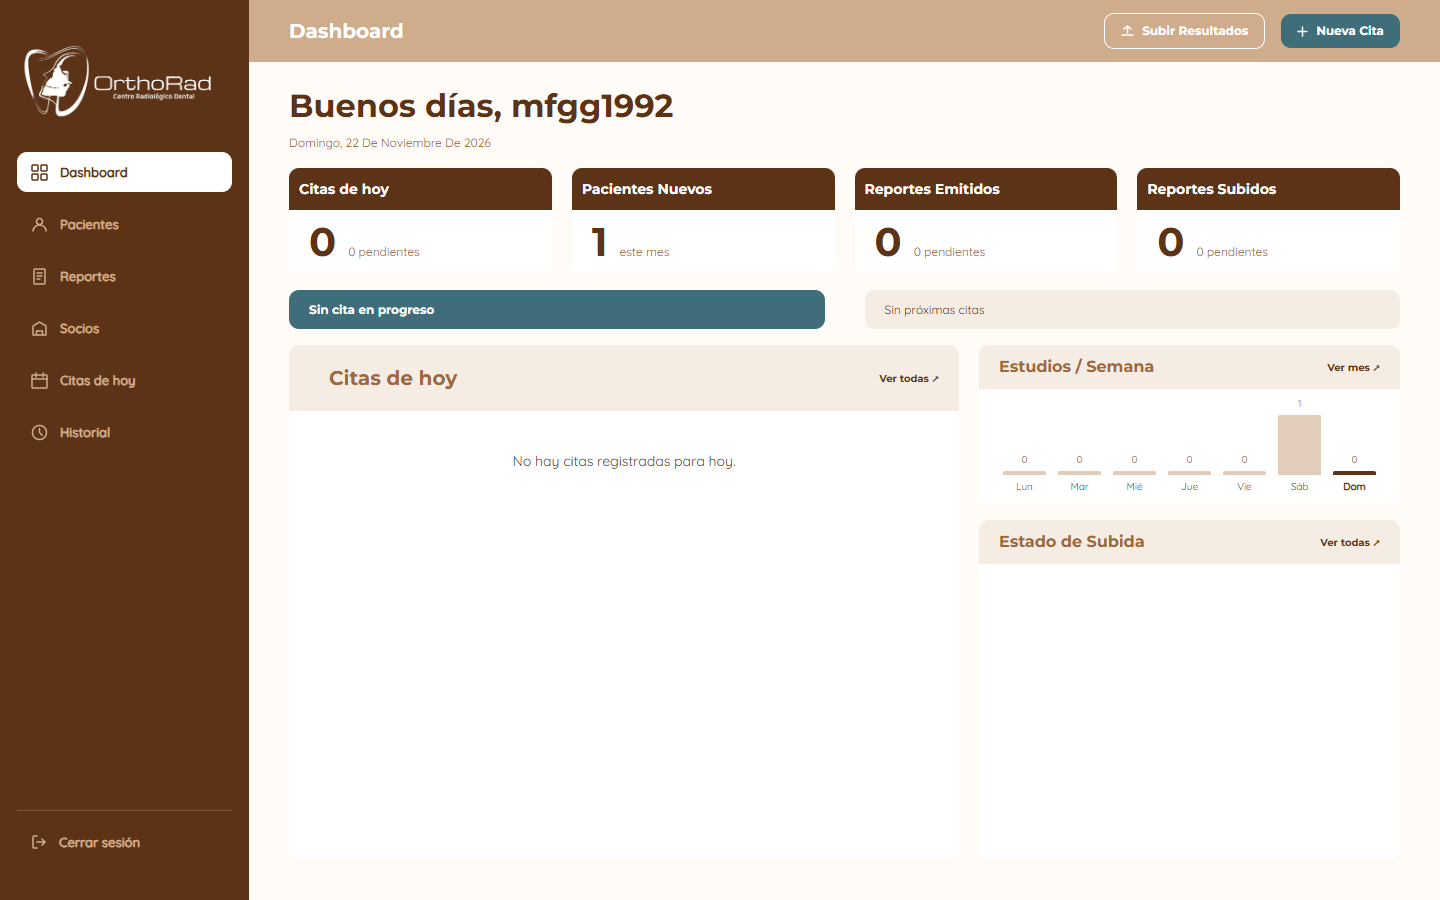 OrthoRad
Centro Radiológico Dental
Dashboard
Pacientes
Reportes
Socios
Citas de hoy
Historial
Cerrar sesión
Dashboard
Subir Resultados
Nueva Cita
Buenos días, mfgg1992
Domingo, 22 De Noviembre De 2026
Citas de hoy
0 0 pendientes
Pacientes Nuevos
1 este mes
Reportes Emitidos
0 0 pendientes
Reportes Subidos
0 0 pendientes
Sin cita en progreso
Sin próximas citas
Citas de hoy
Ver todas ↗
No hay citas registradas para hoy.
Estudios / Semana
Ver mes ↗
0 0 0 0 0 1 0
Lun Mar Mié Jue Vie Sáb Dom
Estado de Subida
Ver todas ↗